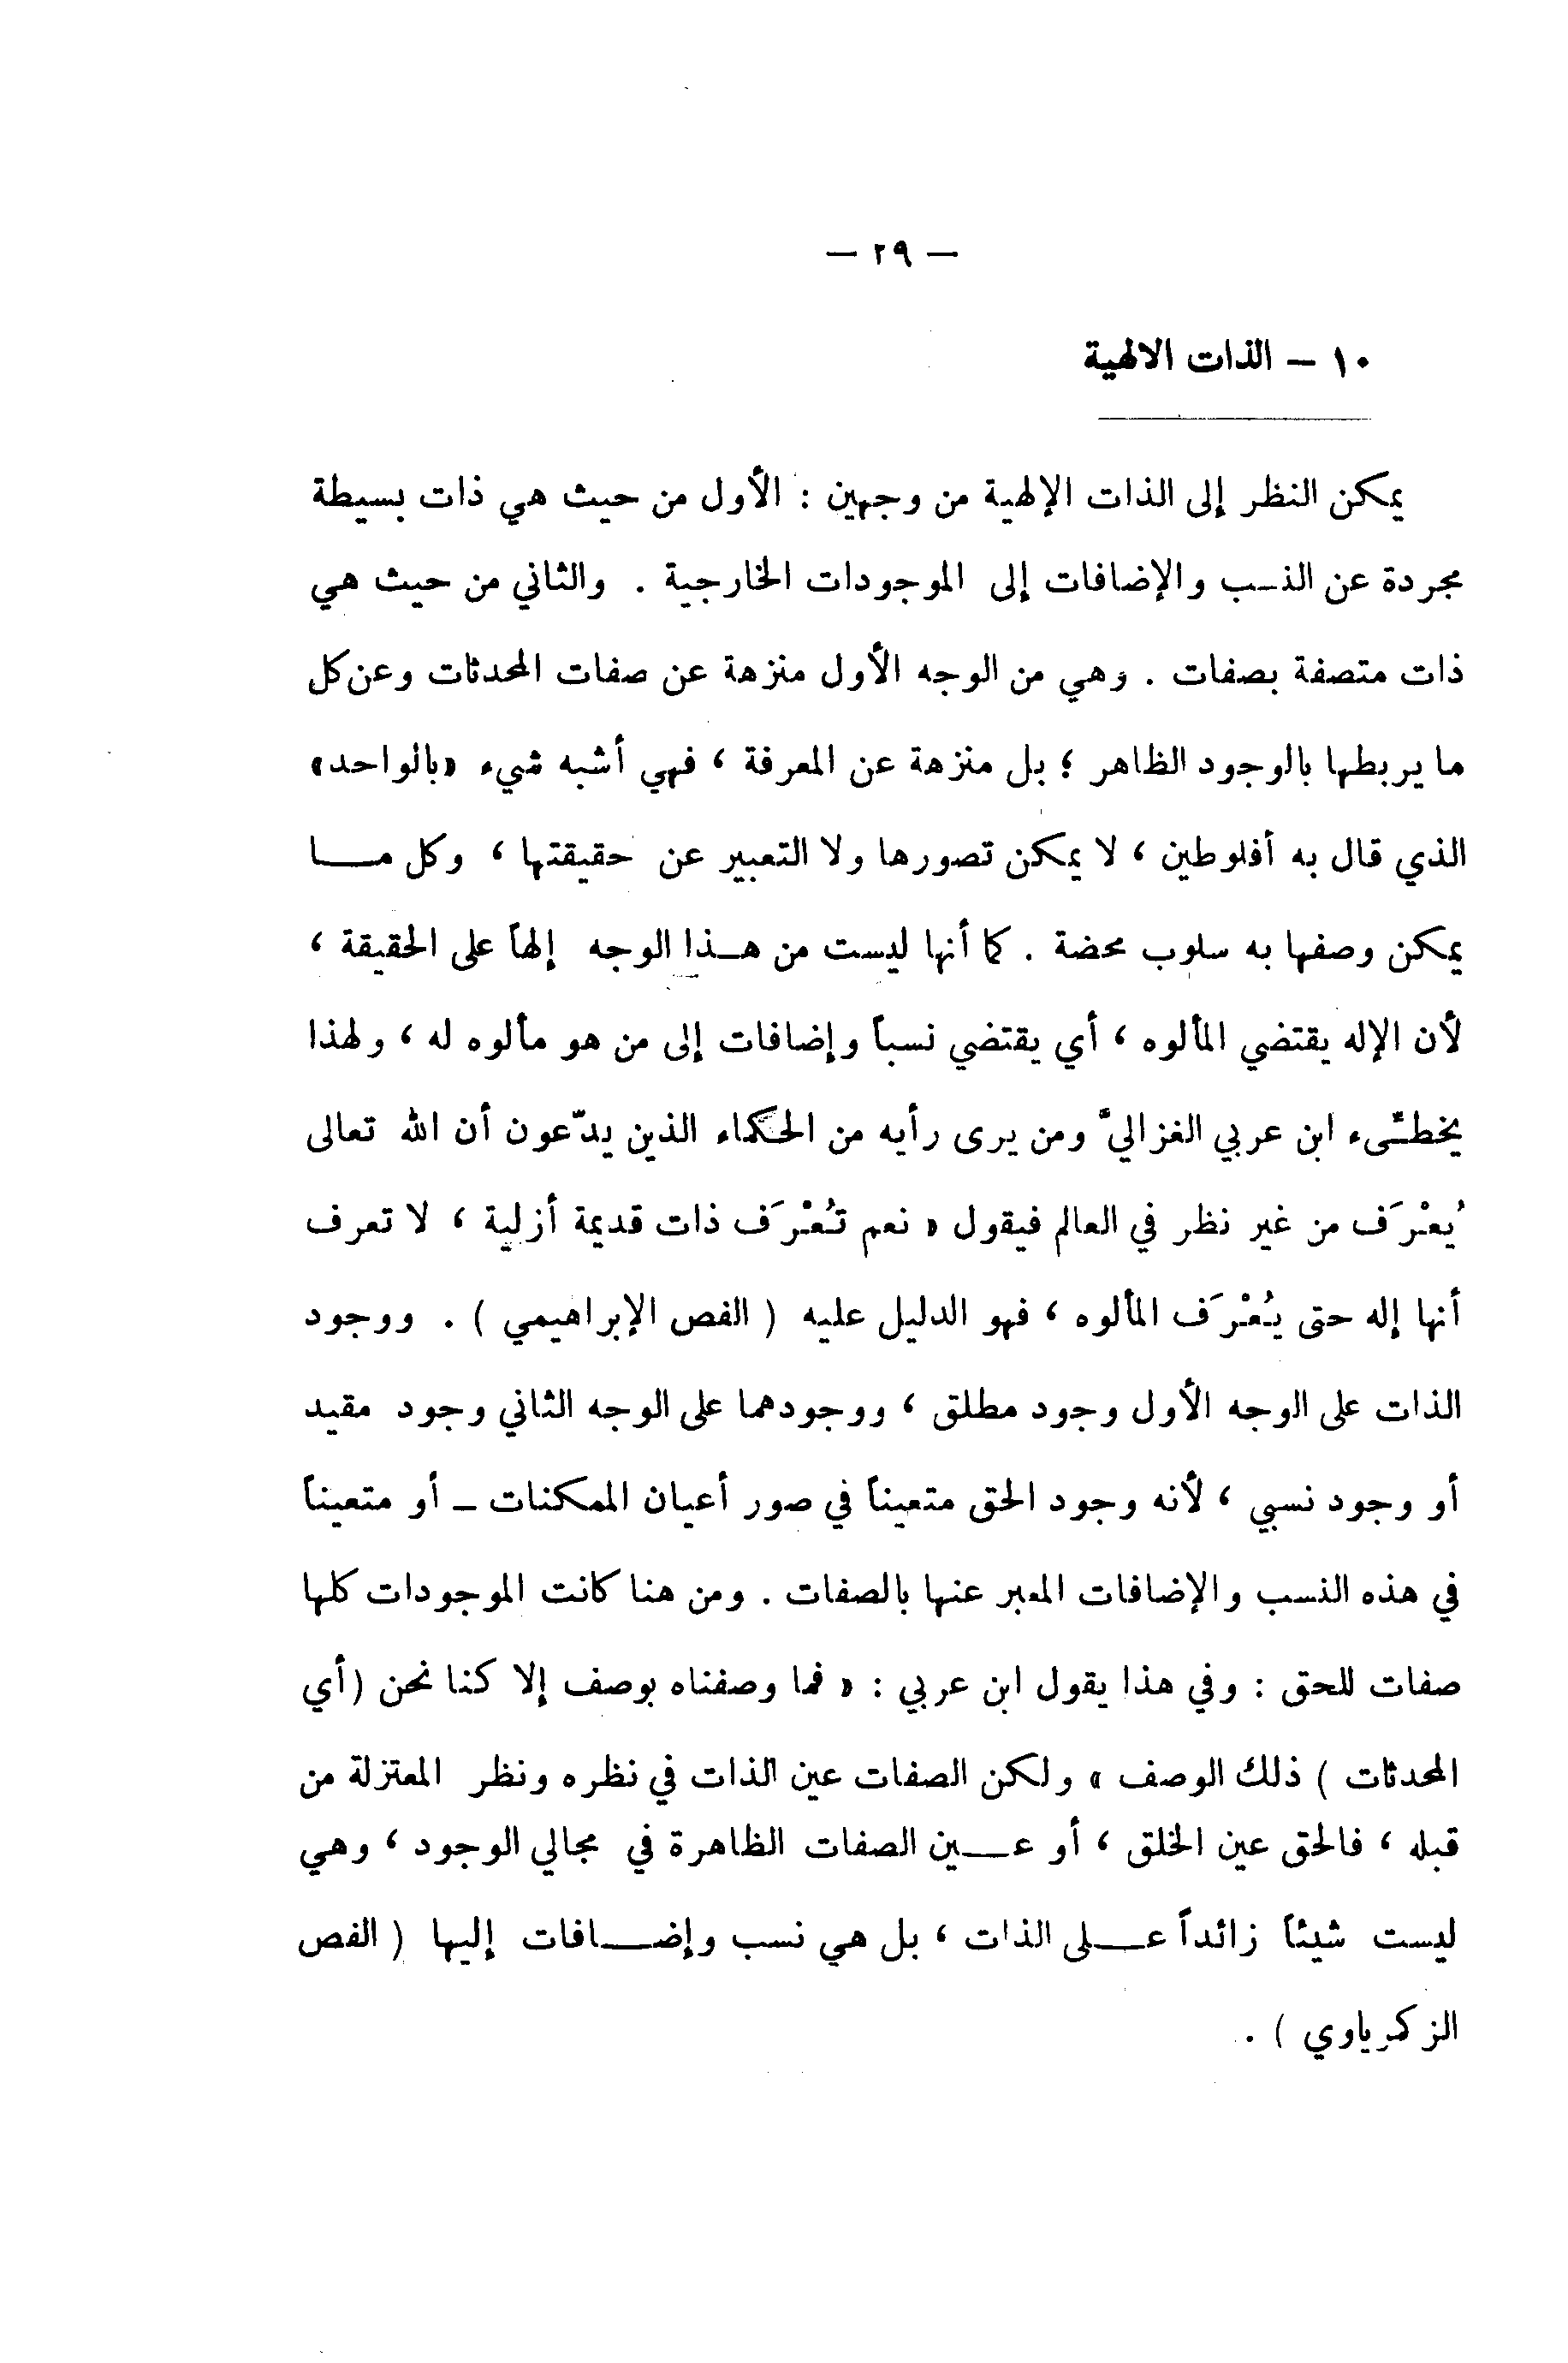 — ٢٩ —
١٠ – الذات الالهية
يمكن النظر إلى الذات الإلهية من وجهين : الأول من حيث هي ذات بسيطة
مجردة عن النسب والإضافات إلى الموجودات الخارجية . والثاني من حيث هي
ذات متصفة بصفات . وهي من الوجه الأول منزهة عن صفات المحدثات وعن كل
ما يربطها بالوجود الظاهر ؛ بل منزهة عن المعرفة ، فهي أشبه شيء «بالواحد»
الذي قال به أفلوطين ، لا يمكن تصورها ولا التعبير عن حقيقتها ، وكل مـــا
يمكن وصفها به سلوب محضة . كما أنها ليست من هــذا الوجه إلهاً على الحقيقة ،
لأن الإله يقتضي المألوه ، أي يقتضي نسباً وإضافات إلى من هو مألوه له ، ولهذا
يخطِّىء ابن عربي الغزاليَّ ومن يرى رأيه من الحكماء الذين يدّعون أن الله تعالى
يُعْرَف من غير نظر في العالم فيقول « نعم تُعْرَف ذات قديمة أزلية ، لا تعرف
أنها إله حتى يُعْرَف المألوه ، فهو الدليل عليه ( الفص الإبراهيمي ) . ووجود
الذات على الوجه الأول وجود مطلق ، ووجودهما على الوجه الثاني وجود مقيد
أو وجود نسبي ، لأنه وجود الحق متعيناً في صور أعيان الممكنات – أو متعيناً
في هذه النسب والإضافات المعبر عنها بالصفات . ومن هنا كانت الموجودات كلها
صفات للحق : وفي هذا يقول ابن عربي : « فما وصفناه بوصف إلا كنا نحن (أي
المحدثات ) ذلك الوصف » ولكن الصفات عين الذات في نظره ونظر المعتزلة من
قبله ، فالحق عين الخلق ، أو عـــين الصفات الظاهرة في مجالي الوجود ، وهي
ليست شيئاً زائداً عـــلى الذات ، بل هي نسب وإضــافات إليها ( الفص
الزكرياوي ) .